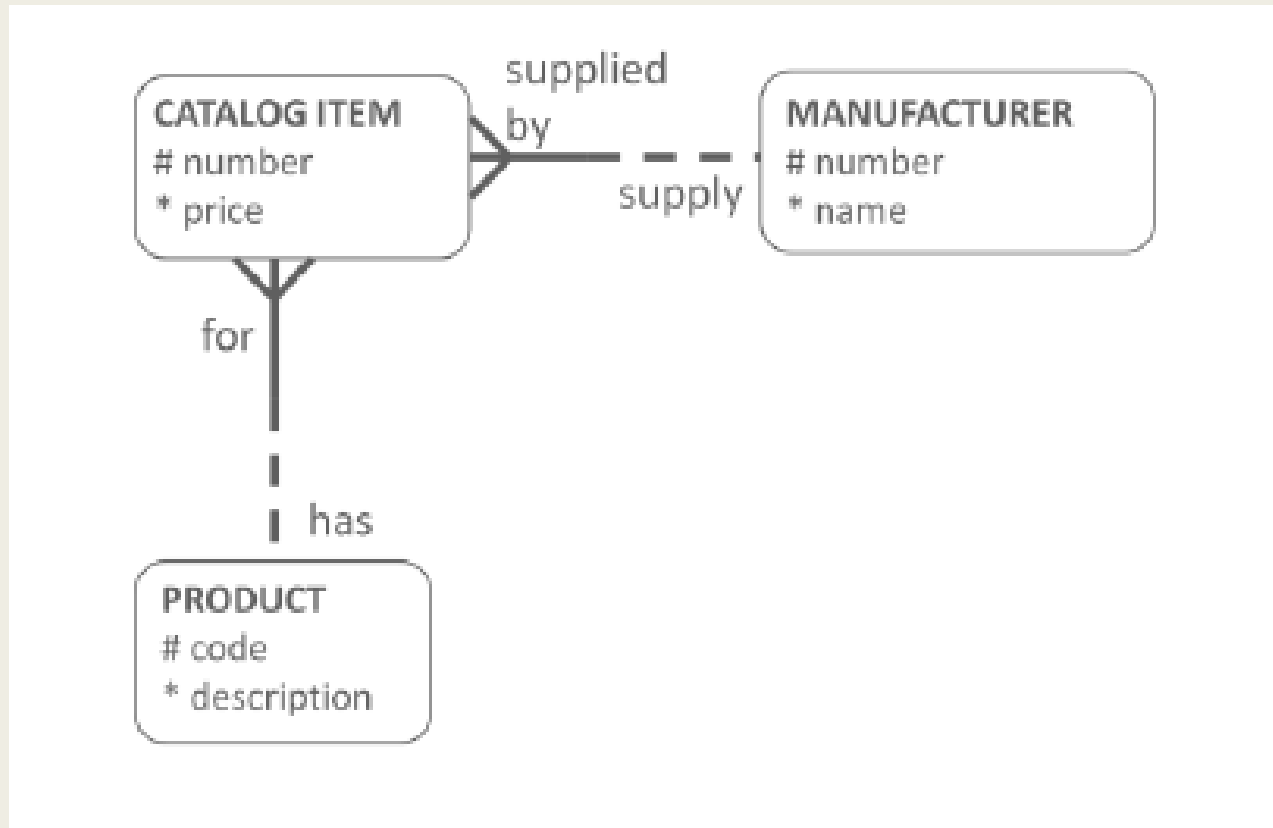 supplied
by
CATALOG ITEM
# number
* price
MANUFACTURER
# number
* name
supply
for
has
PRODUCT
# code
* description